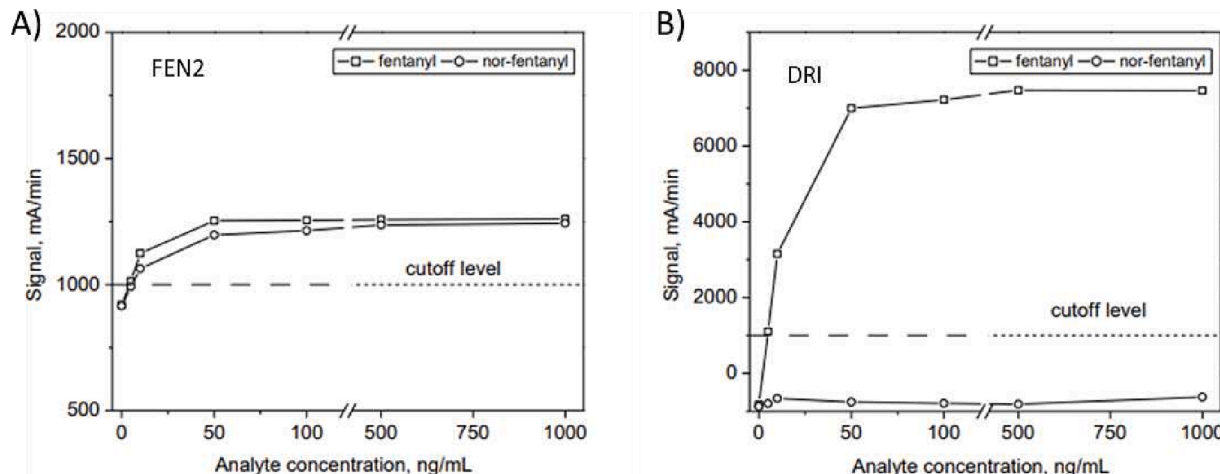 A)
2000
1500
1000
500
Signal, mA/min
FEN2
fentanyl nor-fentanyl
cutoff level
0 50 100 500 750 1000
Analyte concentration, ng/mL
B)
8000
6000
4000
2000
0
Signal, mA/min
DRI
fentanyl nor-fentanyl
cutoff level
0 50 100 500 750 1000
Analyte concentration, ng/mL